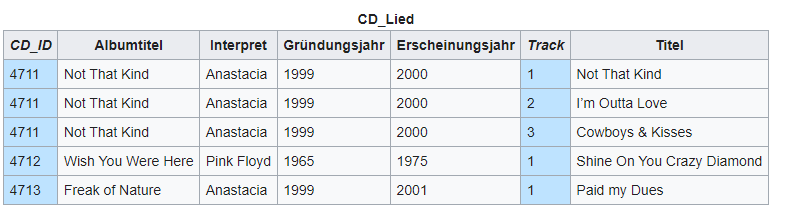 CD_Lied
CD_ID Albumtitel Interpret Gründungsjahr Erscheinungsjahr Track Titel
4711 Not That Kind Anastacia 1999 2000 1 Not That Kind
4711 Not That Kind Anastacia 1999 2000 2 I’m Outta Love
4711 Not That Kind Anastacia 1999 2000 3 Cowboys & Kisses
4712 Wish You Were Here Pink Floyd 1965 1975 1 Shine On You Crazy Diamond
4713 Freak of Nature Anastacia 1999 2001 1 Paid my Dues